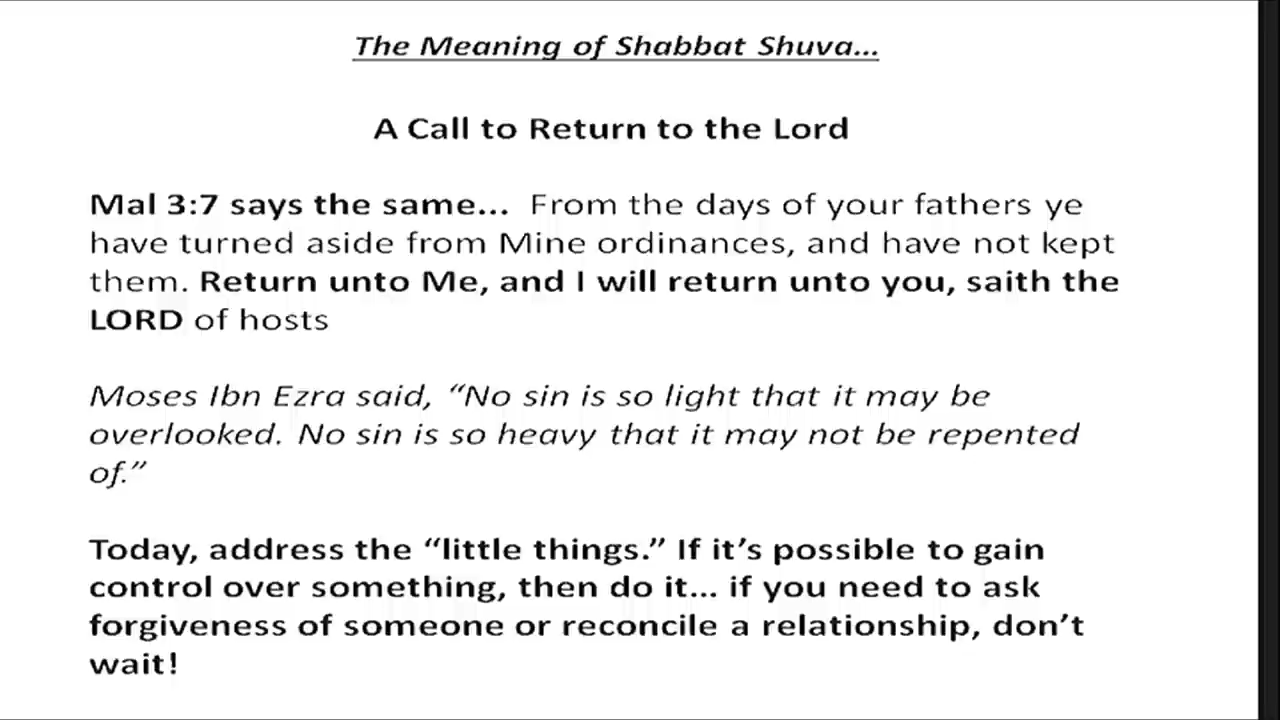 The Meaning of Shabbat Shuva...
A Call to Return to the Lord
Mal 3:7 says the same... From the days of your fathers ye
have turned aside from Mine ordinances, and have not kept
them. Return unto Me, and I will return unto you, saith the
LORD of hosts
Moses Ibn Ezra said, “No sin is so light that it may be
overlooked. No sin is so heavy that it may not be repented
of.”
Today, address the “little things.” If it’s possible to gain
control over something, then do it... if you need to ask
forgiveness of someone or reconcile a relationship, don’t
wait!